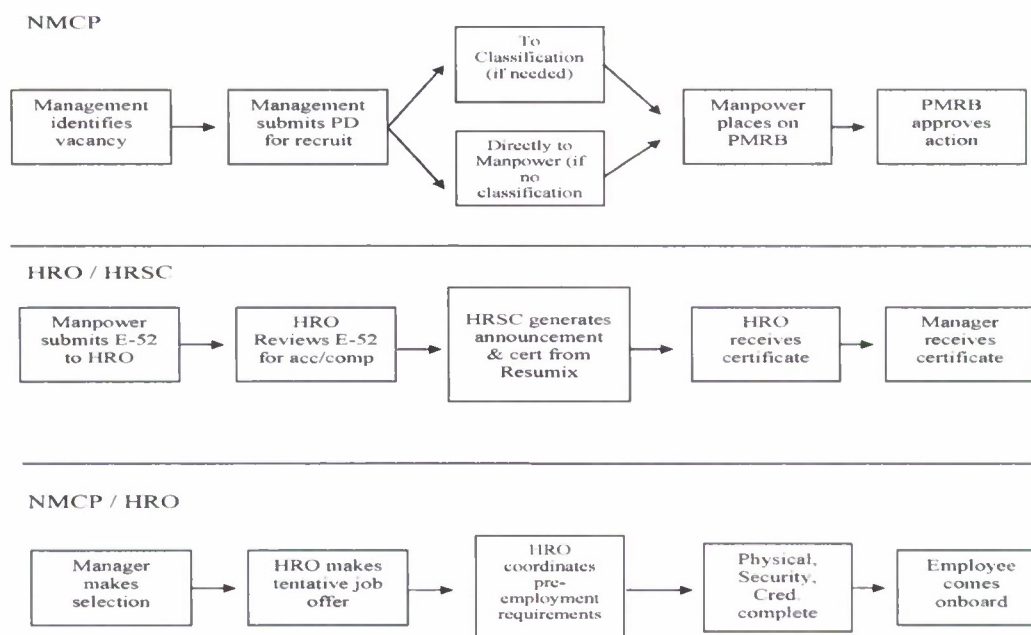 NMCP
Management
identifies
vacancy
Management
submits PD
for recruit
To
Classification
(if needed)
Directly to
Manpower (if
no
classification
Manpower
places on
PMRB
PMRB
approves
action
HRO / HRSC
Manpower
submits E-52
to HRO
HRO
Reviews E-52
for acc/comp
HRSC generates
announcement
& cert from
Resumix
HRO
receives
certificate
Manager
receives
certificate
NMCP / HRO
Manager
makes
selection
HRO makes
tentative job
offer
HRO
coordinates
pre-
employment
requirements
Physical,
Security,
Cred.
complete
Employee
comes
onboard